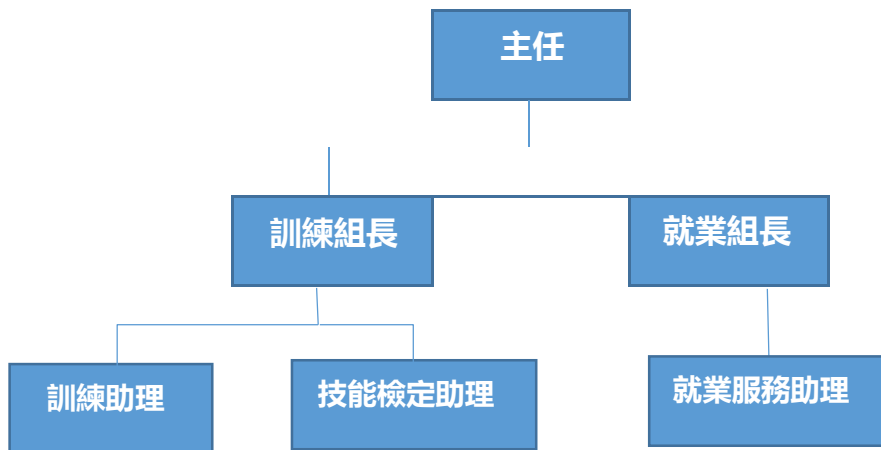 主任
訓練組長
就業組長
訓練助理
技能檢定助理
就業服務助理